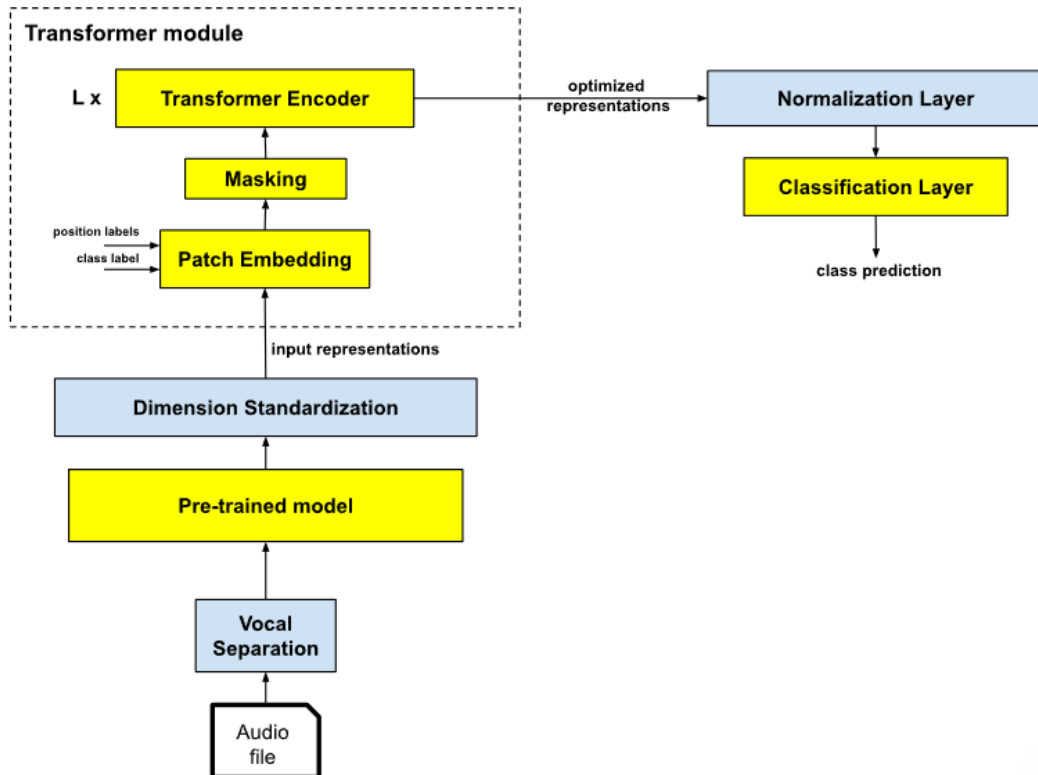 Transformer module
L x
Transformer Encoder
optimized
representations
Normalization Layer
Masking
Classification Layer
position labels
class label
Patch Embedding
class prediction
input representations
Dimension Standardization
Pre-trained model
Vocal
Separation
Audio
file